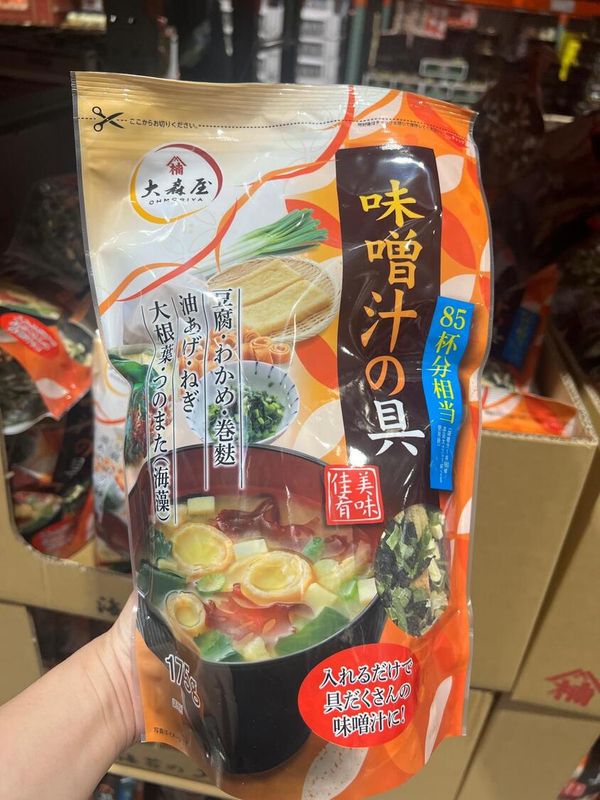 ここからお切りください。
補
大森屋
OHMORIYA
味噌汁の具
85杯分相当
豆腐・わかめ・巻麩
油あげ・ねぎ
大根葉・つのまた(海藻)
美味
佳肴
175g
入れるだけで
具だくさんの
味噌汁に!